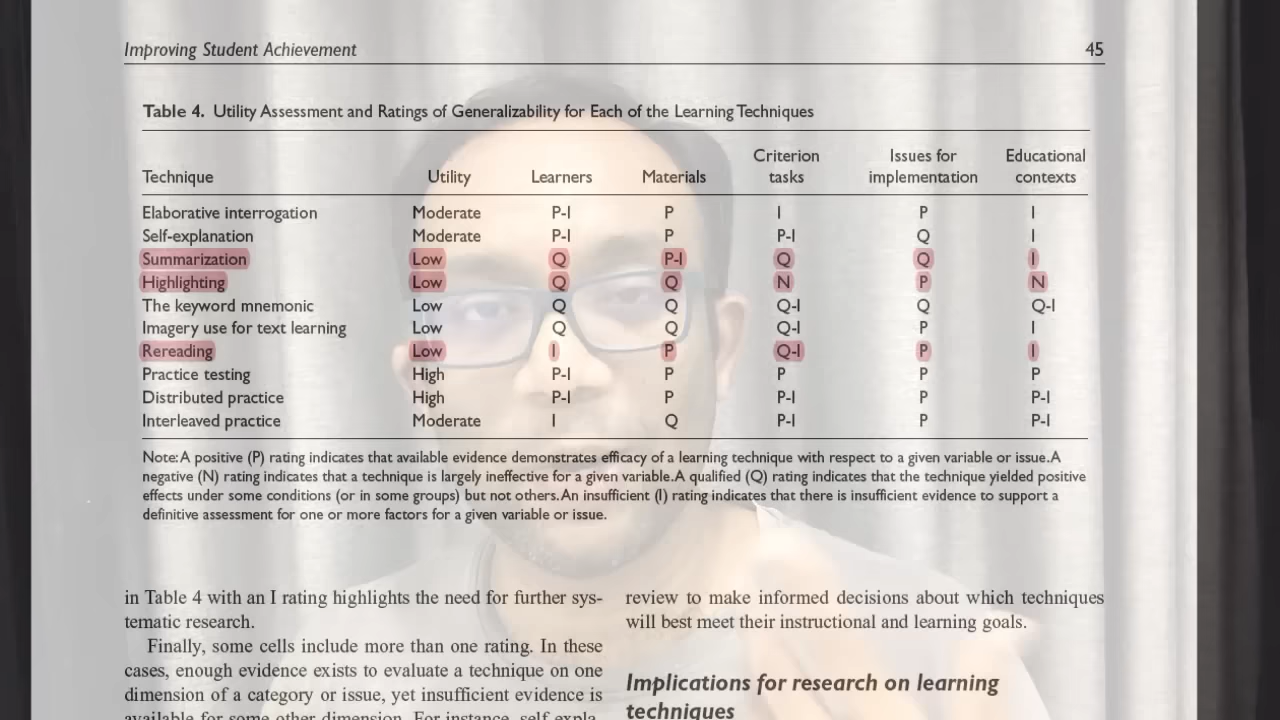 Improving Student Achievement 45
Table 4. Utility Assessment and Ratings of Generalizability for Each of the Learning Techniques
Technique Utility Learners Materials Criterion tasks Issues for implementation Educational contexts
Elaborative interrogation Moderate P-I P I P I
Self-explanation Moderate P-I P P-I Q I
Summarization Low Q P-I Q Q I
Highlighting Low Q Q N P N
The keyword mnemonic Low Q Q Q-I Q Q-I
Imagery use for text learning Low Q Q Q-I P I
Rereading Low I P Q-I P I
Practice testing High P-I P P P P
Distributed practice High P-I P P-I P P-I
Interleaved practice Moderate I Q P-I P P-I
Note: A positive (P) rating indicates that available evidence demonstrates efficacy of a learning technique with respect to a given variable or issue. A
negative (N) rating indicates that a technique is largely ineffective for a given variable. A qualified (Q) rating indicates that the technique yielded positive
effects under some conditions (or in some groups) but not others. An insufficient (I) rating indicates that there is insufficient evidence to support a
definitive assessment for one or more factors for a given variable or issue.
in Table 4 with an I rating highlights the need for further sys-
tematic research.
Finally, some cells include more than one rating. In these
cases, enough evidence exists to evaluate a technique on one
dimension of a category or issue, yet insufficient evidence is
available for some other dimension. For instance, self-expla-
review to make informed decisions about which techniques
will best meet their instructional and learning goals.
Implications for research on learning
techniques